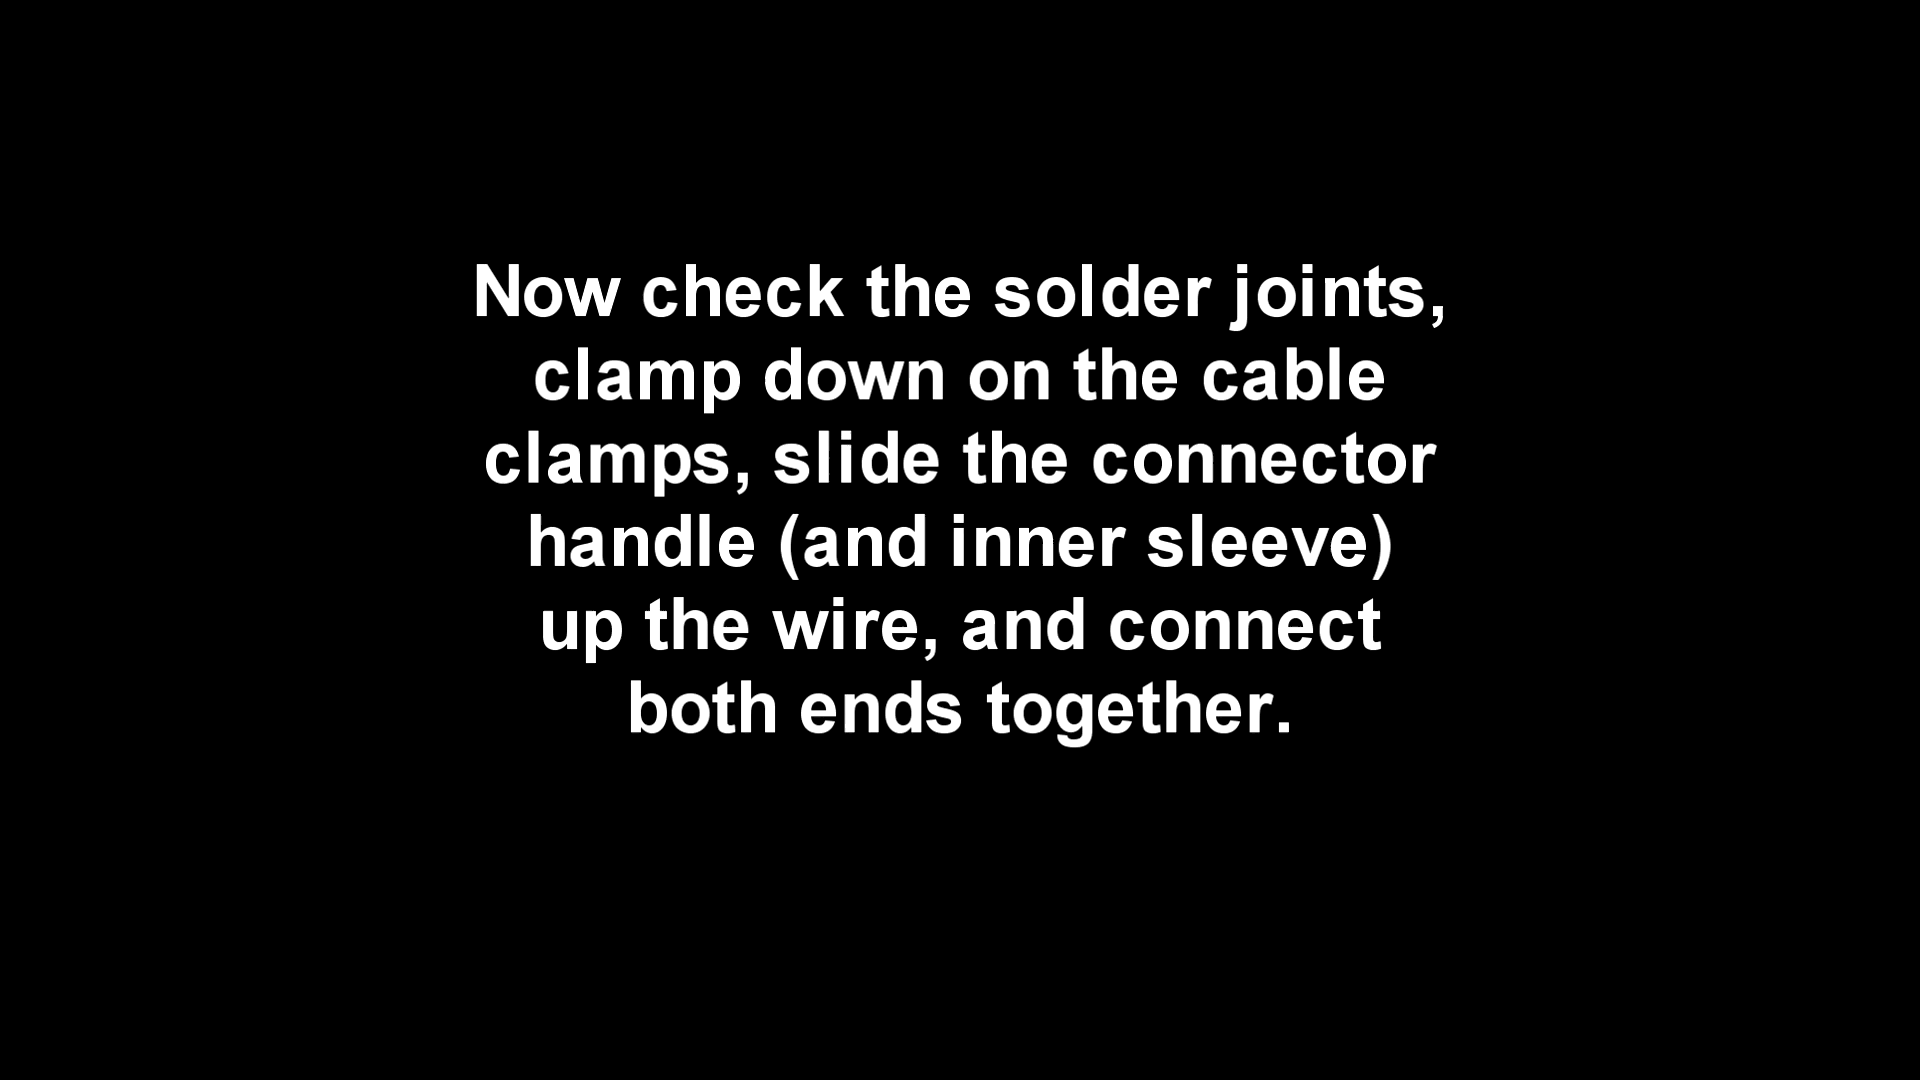 Now check the solder joints,
clamp down on the cable
clamps, slide the connector
handle (and inner sleeve)
up the wire, and connect
both ends together.